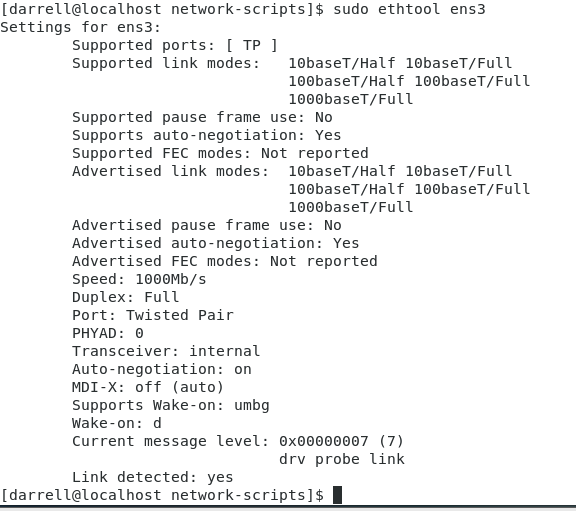 [darrell@localhost network-scripts]$ sudo ethtool ens3
Settings for ens3:
        Supported ports: [ TP ]
        Supported link modes:   10baseT/Half 10baseT/Full
                                100baseT/Half 100baseT/Full
                                1000baseT/Full
        Supported pause frame use: No
        Supports auto-negotiation: Yes
        Supported FEC modes: Not reported
        Advertised link modes:  10baseT/Half 10baseT/Full
                                100baseT/Half 100baseT/Full
                                1000baseT/Full
        Advertised pause frame use: No
        Advertised auto-negotiation: Yes
        Advertised FEC modes: Not reported
        Speed: 1000Mb/s
        Duplex: Full
        Port: Twisted Pair
        PHYAD: 0
        Transceiver: internal
        Auto-negotiation: on
        MDI-X: off (auto)
        Supports Wake-on: umbg
        Wake-on: d
        Current message level: 0x00000007 (7)
                               drv probe link
        Link detected: yes
[darrell@localhost network-scripts]$